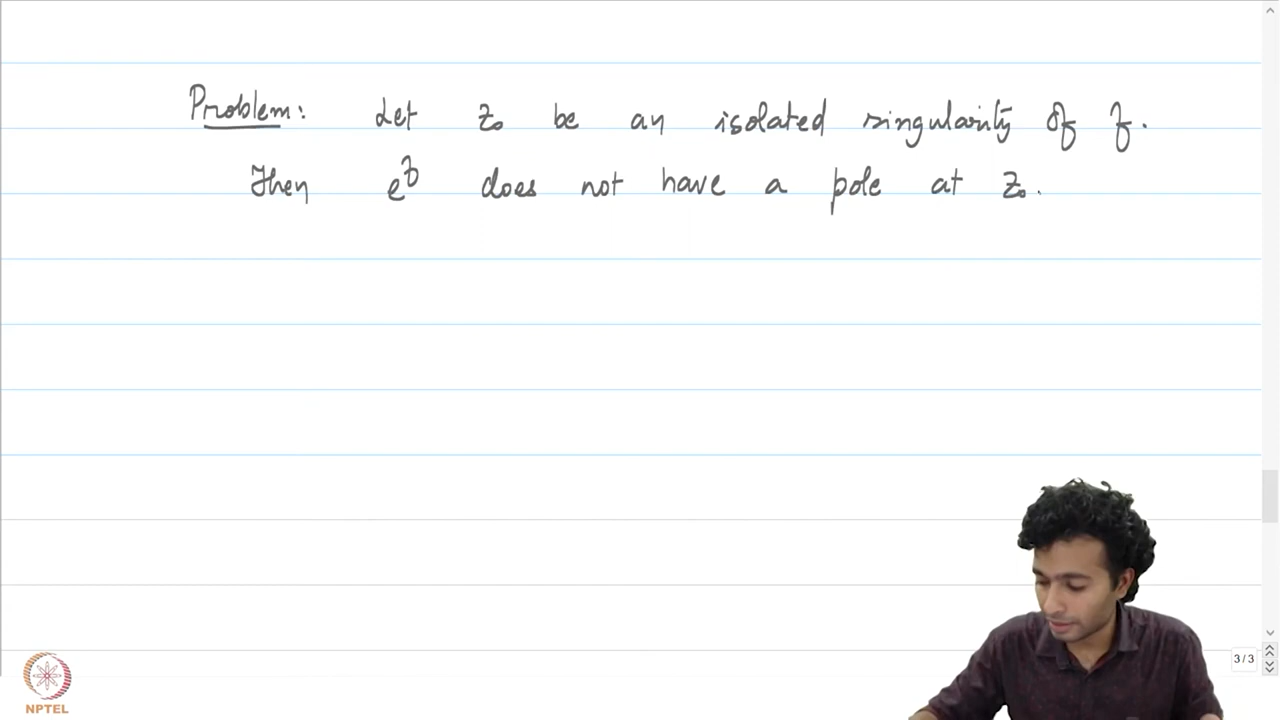 Problem: Let z₀ be an isolated singularity of f.
Then e^f does not have a pole at z₀.
3 / 3
NPTEL